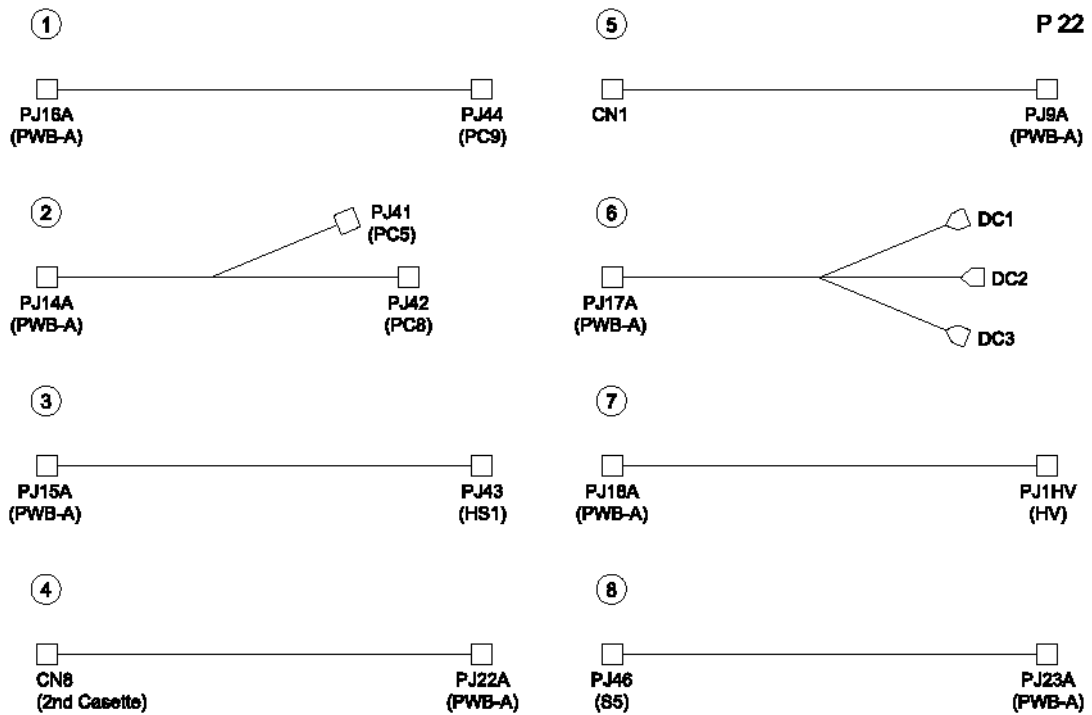 1
PJ16A
(PWB-A)
PJ44
(PC9)
2
PJ41
(PC5)
PJ14A
(PWB-A)
PJ42
(PC8)
3
PJ15A
(PWB-A)
PJ43
(HS1)
4
CN8
(2nd Casette)
PJ22A
(PWB-A)
5
P 22
CN1
PJ9A
(PWB-A)
6
DC1
PJ17A
(PWB-A)
DC2
DC3
7
PJ18A
(PWB-A)
PJ1HV
(HV)
8
PJ46
(S5)
PJ23A
(PWB-A)